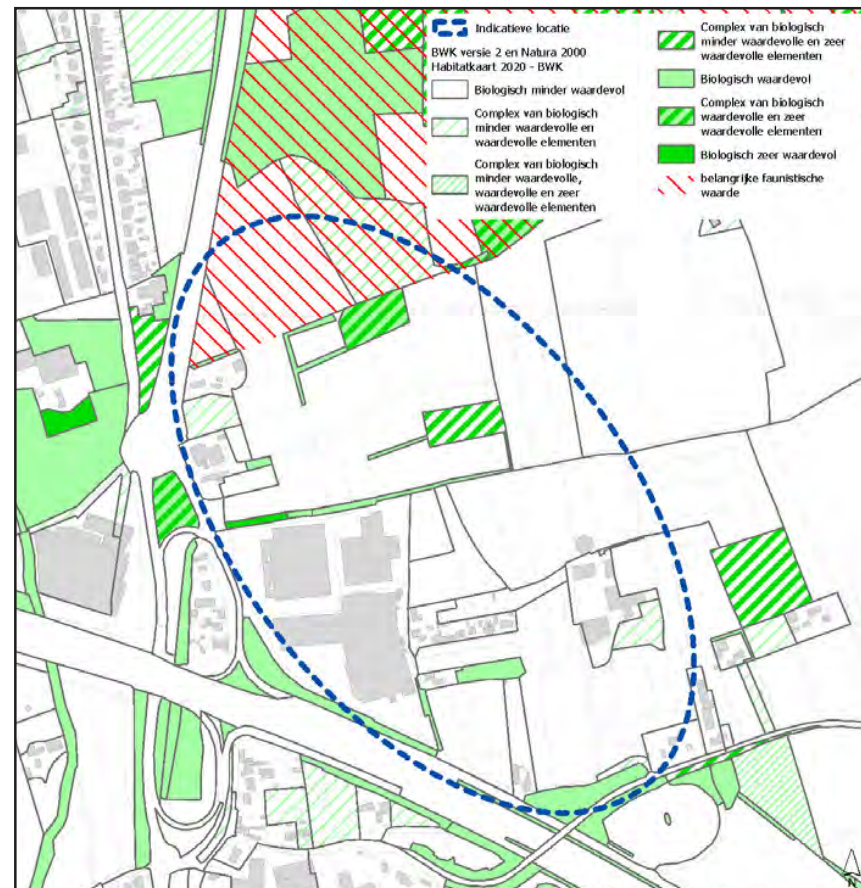 Indicatieve locatie
BWK versie 2 en Natura 2000
Habitatkaart 2020 - BWK
Biologisch minder waardevol
Complex van biologisch
minder waardevolle en
waardevolle elementen
Complex van biologisch
minder waardevolle,
waardevolle en zeer
waardevolle elementen
Complex van biologisch
minder waardevolle en zeer
waardevolle elementen
Biologisch waardevol
Complex van biologisch
waardevolle en zeer
waardevolle elementen
Biologisch zeer waardevol
belangrijke faunistische
waarde